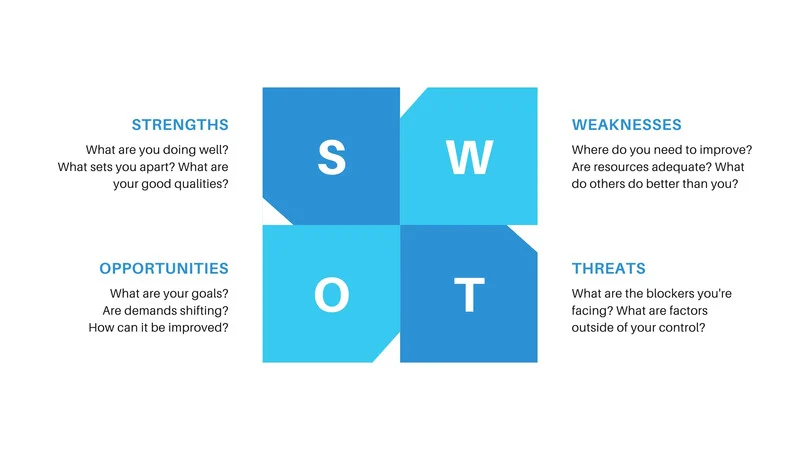 STRENGTHS
What are you doing well?
What sets you apart? What are
your good qualities?
S
W
WEAKNESSES
Where do you need to improve?
Are resources adequate? What
do others do better than you?
OPPORTUNITIES
What are your goals?
Are demands shifting?
How can it be improved?
O
T
THREATS
What are the blockers you're
facing? What are factors
outside of your control?